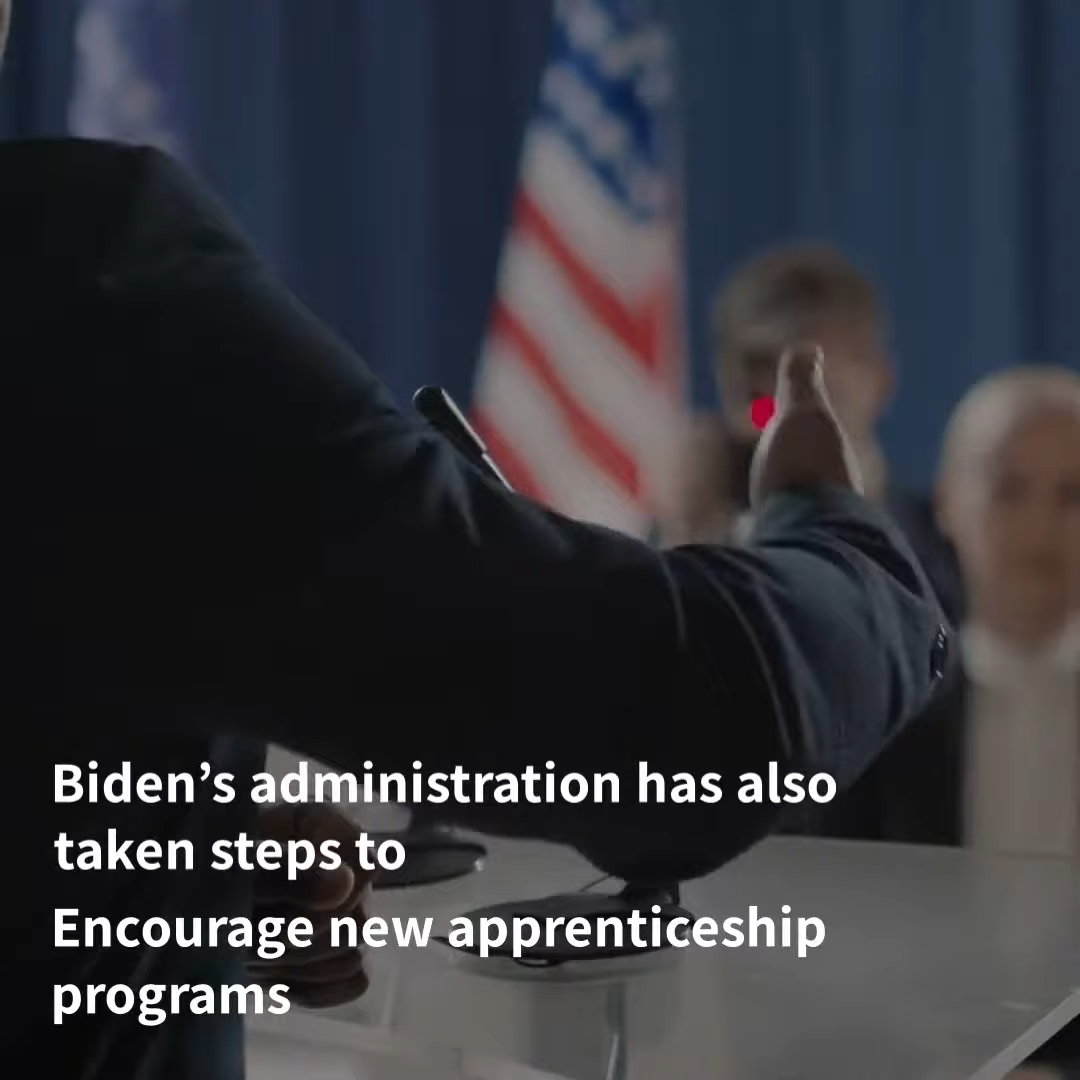 Biden’s administration has also
taken steps to
Encourage new apprenticeship
programs